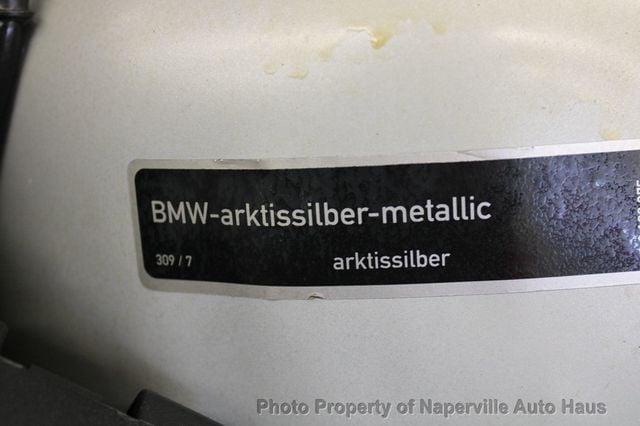 BMW-arktissilber-metallic
309 / 7
arktissilber
Photo Property of Naperville Auto Haus